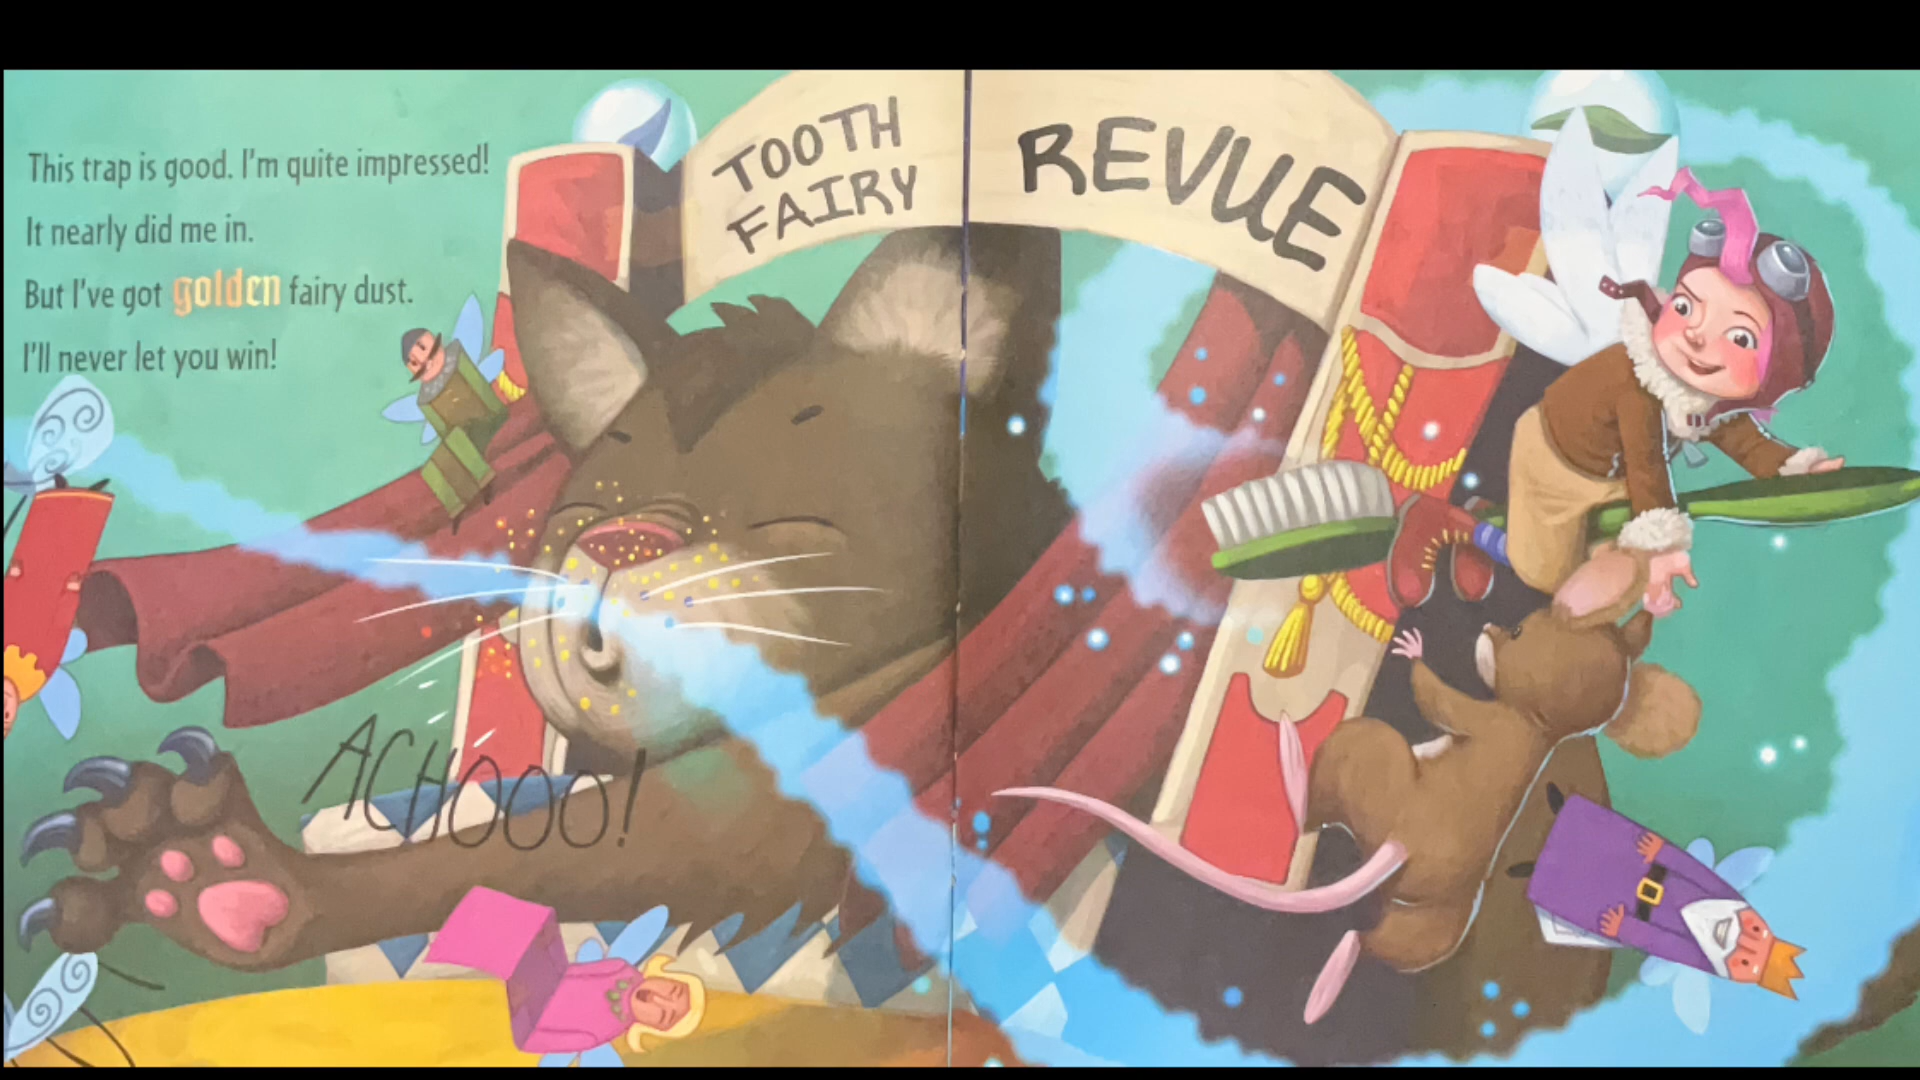 This trap is good. I'm quite impressed!
It nearly did me in.
But I've got golden fairy dust.
I'll never let you win!
TOOTH
FAIRY
REVUE
ACHOOO!